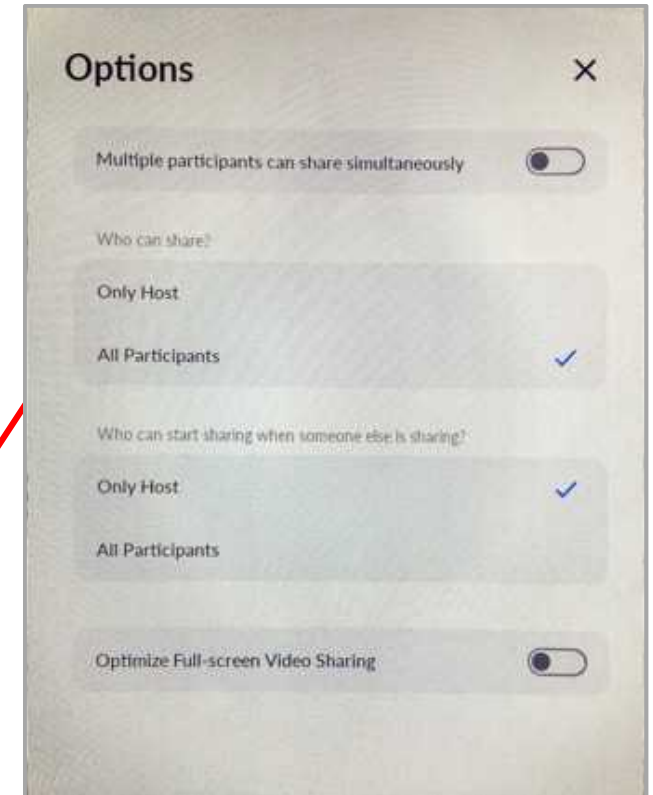 Options
Multiple participants can share simultaneously
Who can share?
Only Host
All Participants
Who can start sharing when someone else is sharing?
Only Host
All Participants
Optimize Full-screen Video Sharing